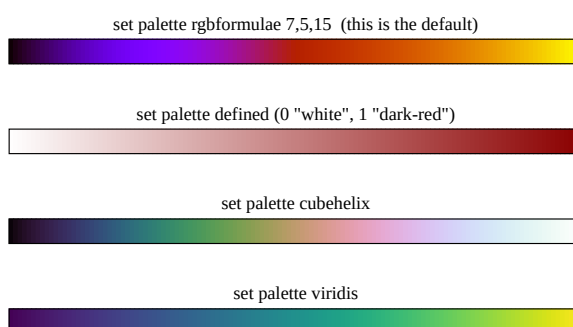 set palette rgbformulae 7,5,15  (this is the default)
set palette defined (0 "white", 1 "dark-red")
set palette cubehelix
set palette viridis